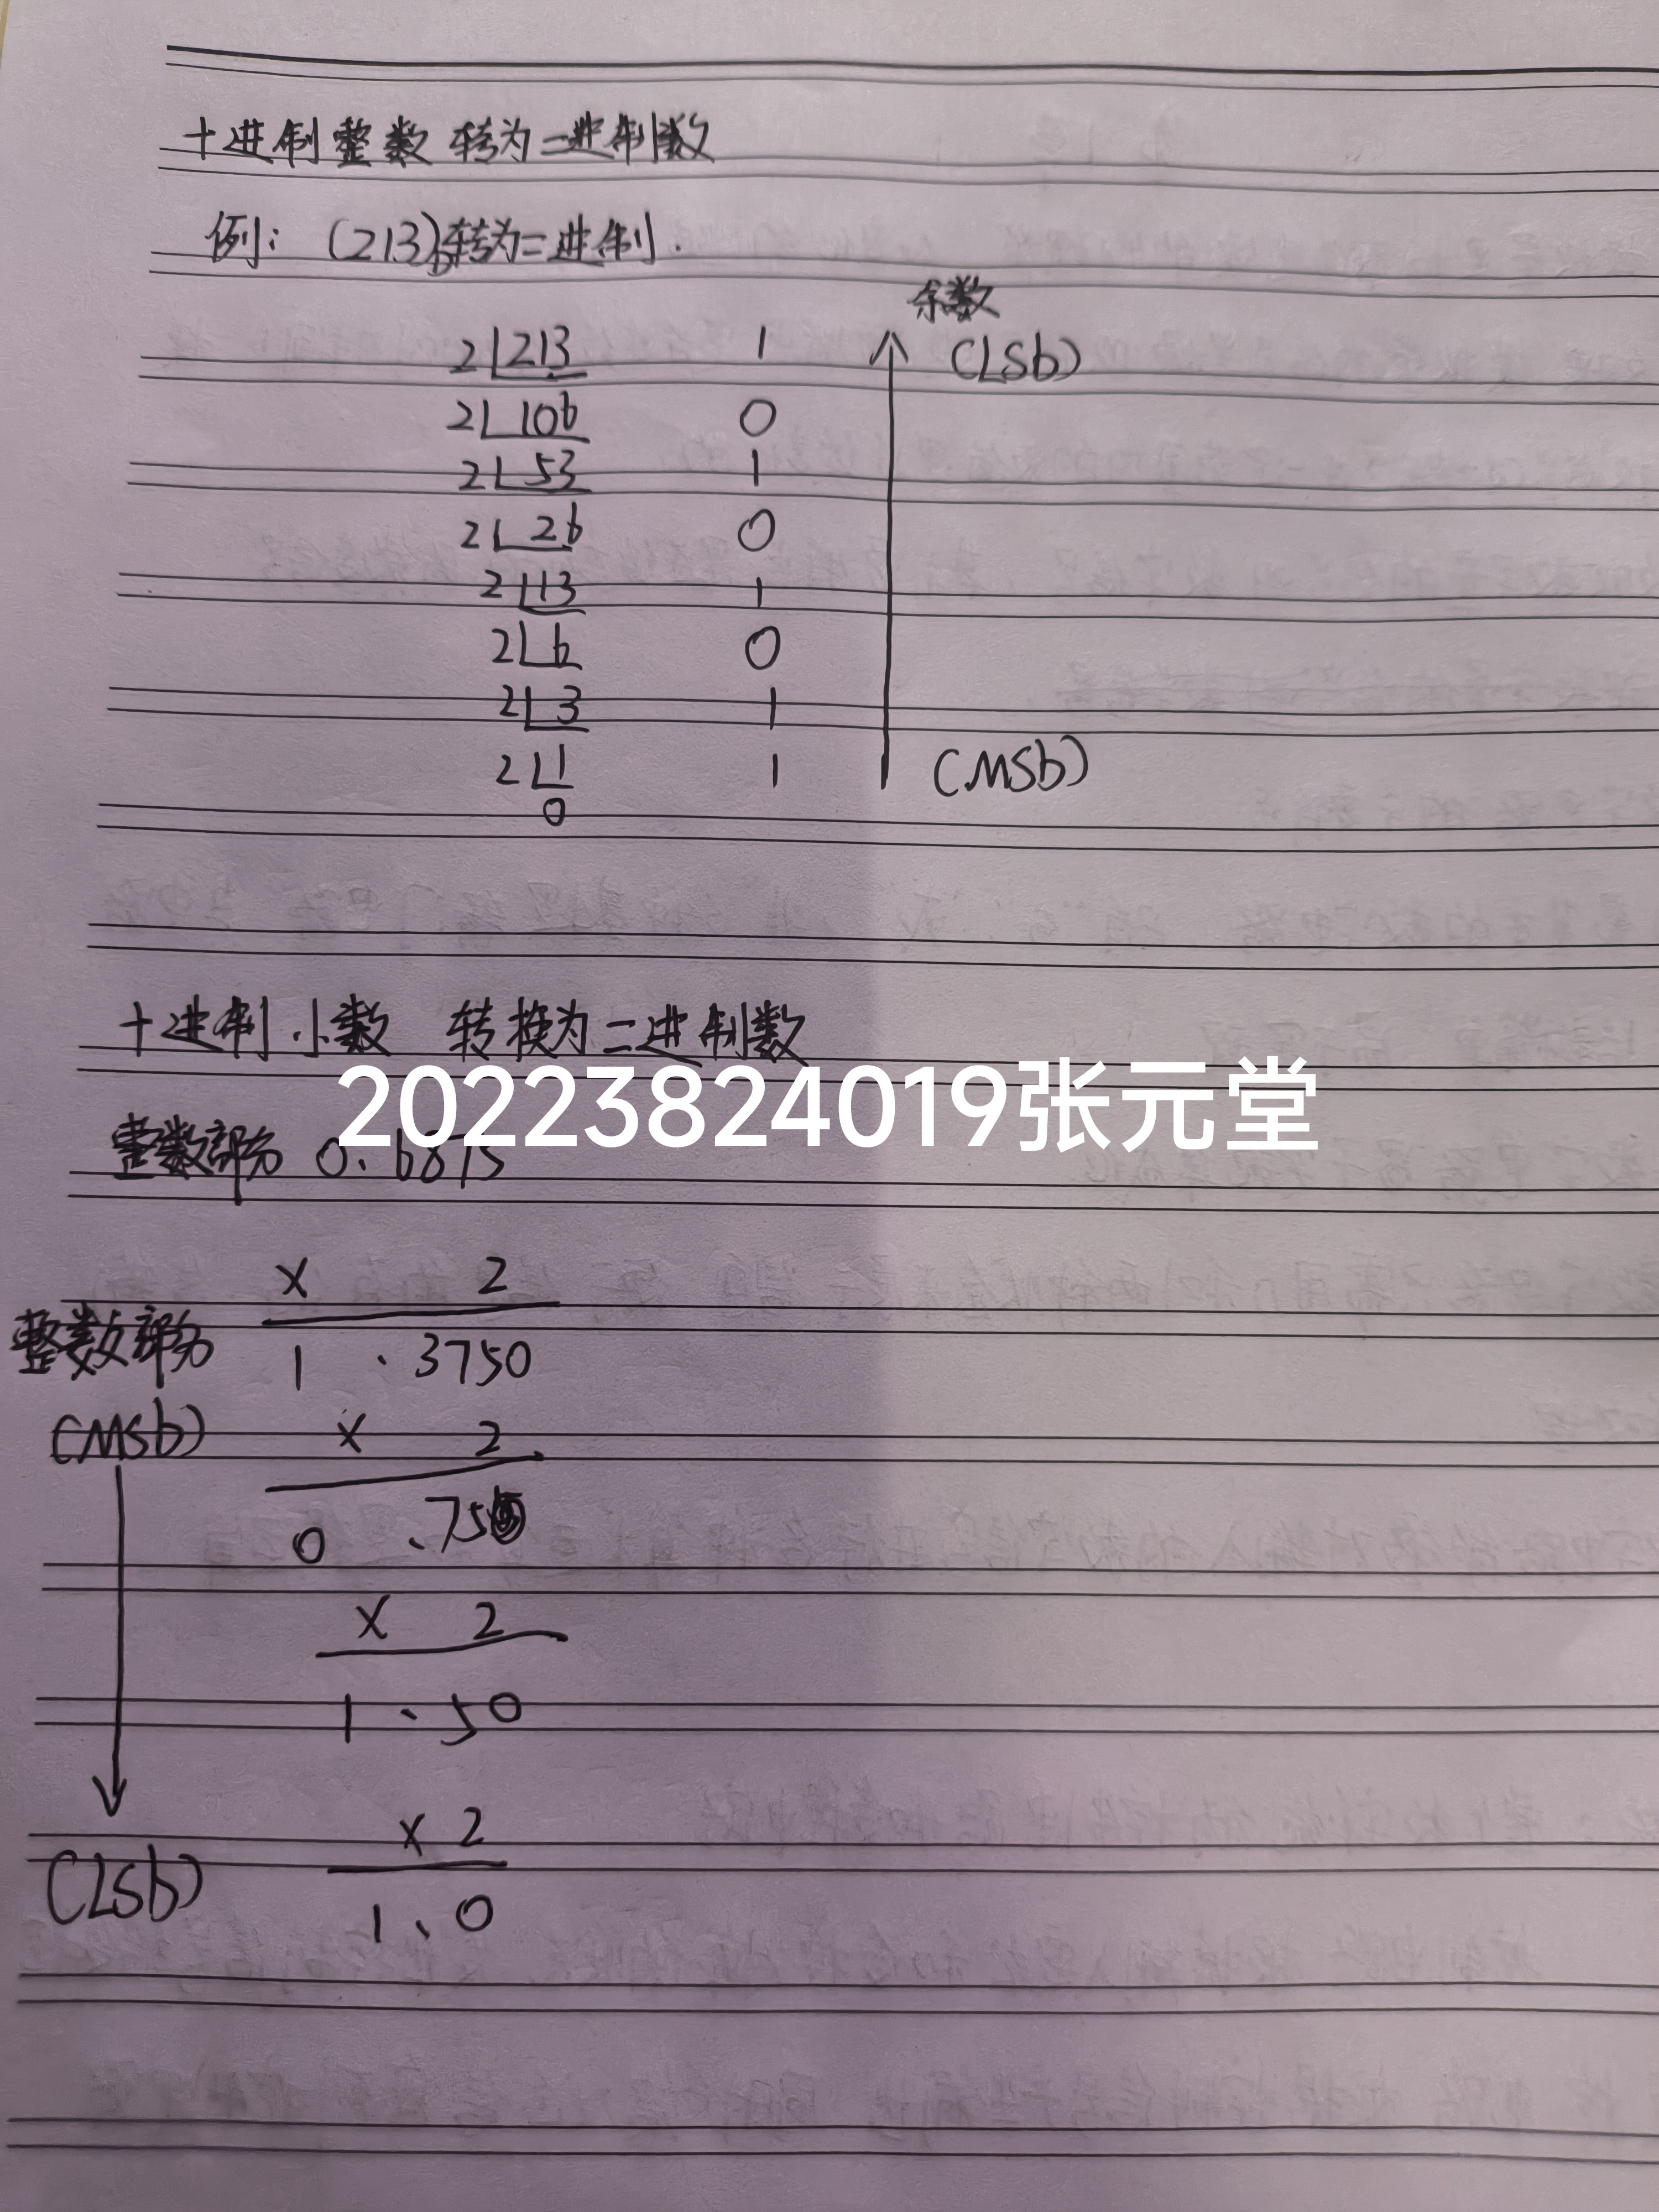 十进制整数 转为二进制数
例: (213)D转为二进制.
余数
2 213 1 (LSb)
2 106 0
2 53 1
2 26 0
2 13 1
2 6 0
2 3 1
2 1 1 (MSb)
0
十进制小数 转换为二进制数
20223824019张元堂
整数部分 0.6875
× 2
整数部分 1 .3750
(MSb) × 2
0 .750
× 2
1.50
× 2
(LSb)
1.0